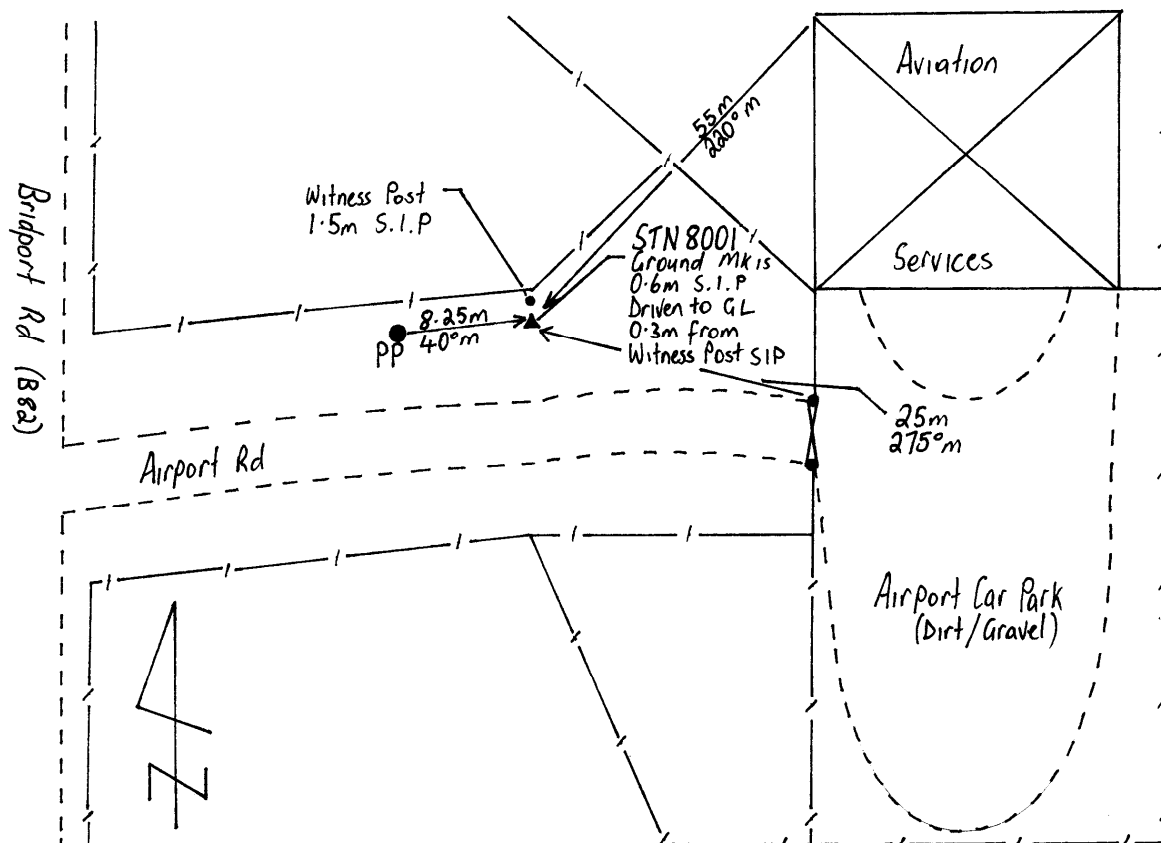 Aviation
55m
220°m
Witness Post
1.5m S.I.P
STN 8001
Ground Mk is
0.6m S.I.P
Driven to GL
0.3m from
Witness Post SIP
Services
8.25m
40°m
PP
Bridport Rd (B82)
25m
275°m
Airport Rd
Airport Car Park
(Dirt/Gravel)
N